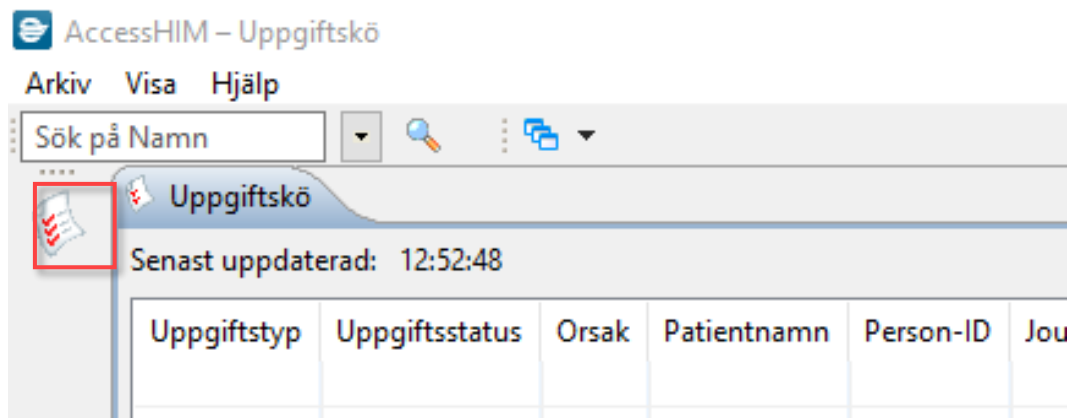 AccessHIM – Uppgiftskö
Arkiv Visa Hjälp
Sök på Namn
Uppgiftskö
Senast uppdaterad: 12:52:48
Uppgiftstyp Uppgiftsstatus Orsak Patientnamn Person-ID Jou